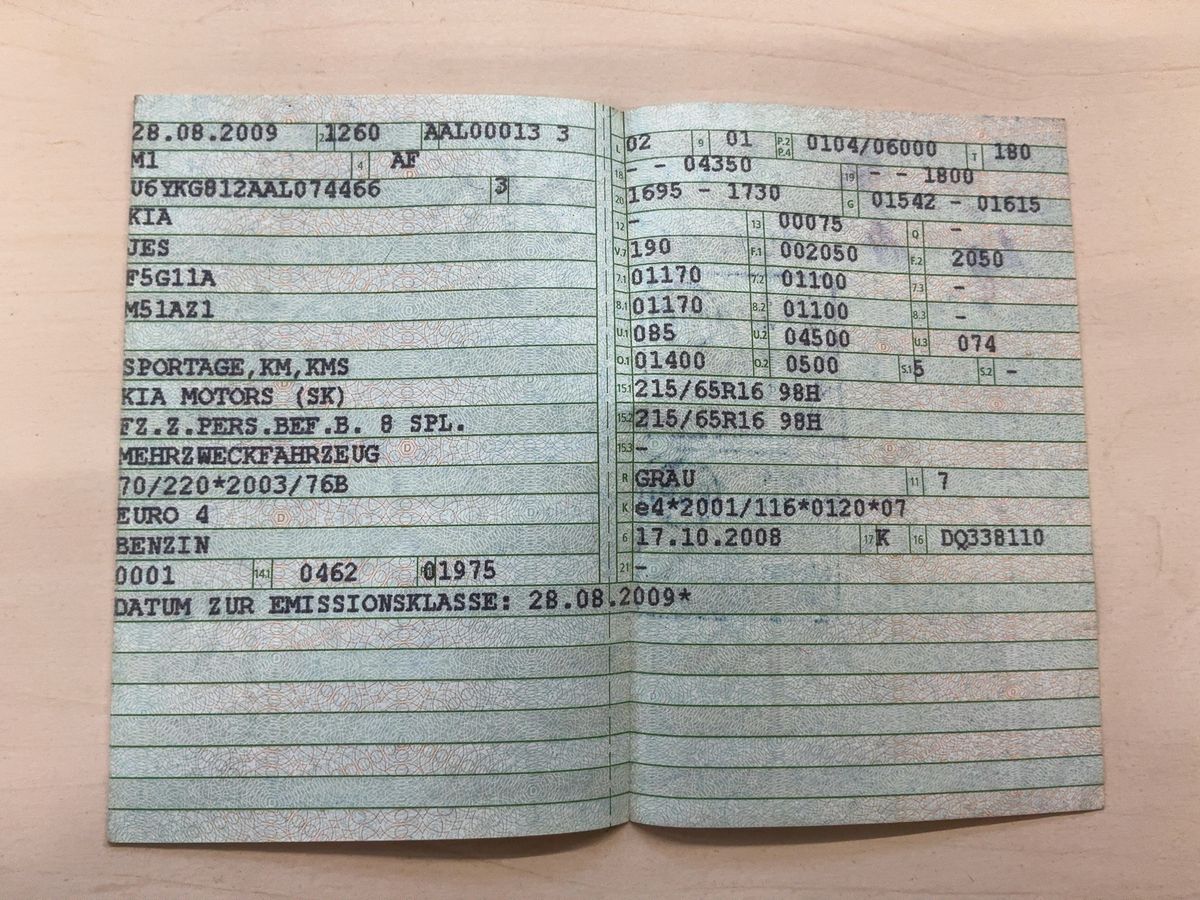 28.08.2009 2.1 1260 AAL00013 3
M1 4 AF
U6YKG812AAL074466 3
KIA
JES
F5G11A
M51AZ1
SPORTAGE,KM,KMS
KIA MOTORS (SK)
FZ.Z.PERS.BEF.B. 8 SPL.
MEHRZWECKFAHRZEUG
70/220*2003/76B
EURO 4
BENZIN
0001 14.1 0462 01975
DATUM ZUR EMISSIONSKLASSE: 28.08.2009*
L 02 9 01 P.2 P.4 0104/06000 T 180
18 - - 04350 19 - - 1800
20 1695 - 1730 G 01542 - 01615
12 - 13 00075 Q -
V.7 190 F.1 002050 F.2 2050
7.1 01170 7.2 01100 7.3 -
8.1 01170 8.2 01100 8.3 -
U.1 085 U.2 04500 U.3 074
O.1 01400 O.2 0500 S.1 5 S.2 -
15.1 215/65R16 98H
15.2 215/65R16 98H
15.3 -
R GRAU 11 7
K e4*2001/116*0120*07
6 17.10.2008 17 K 16 DQ338110
21 -